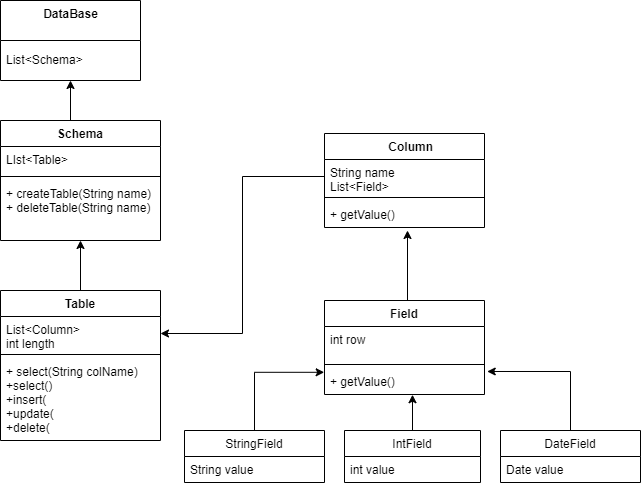 DataBase
List<Schema>
Schema
LIst<Table>
+ createTable(String name)
+ deleteTable(String name)
Table
List<Column>
int length
+ select(String colName)
+select()
+insert(
+update(
+delete(
Column
String name
List<Field>
+ getValue()
Field
int row
+ getValue()
StringField
String value
IntField
int value
DateField
Date value